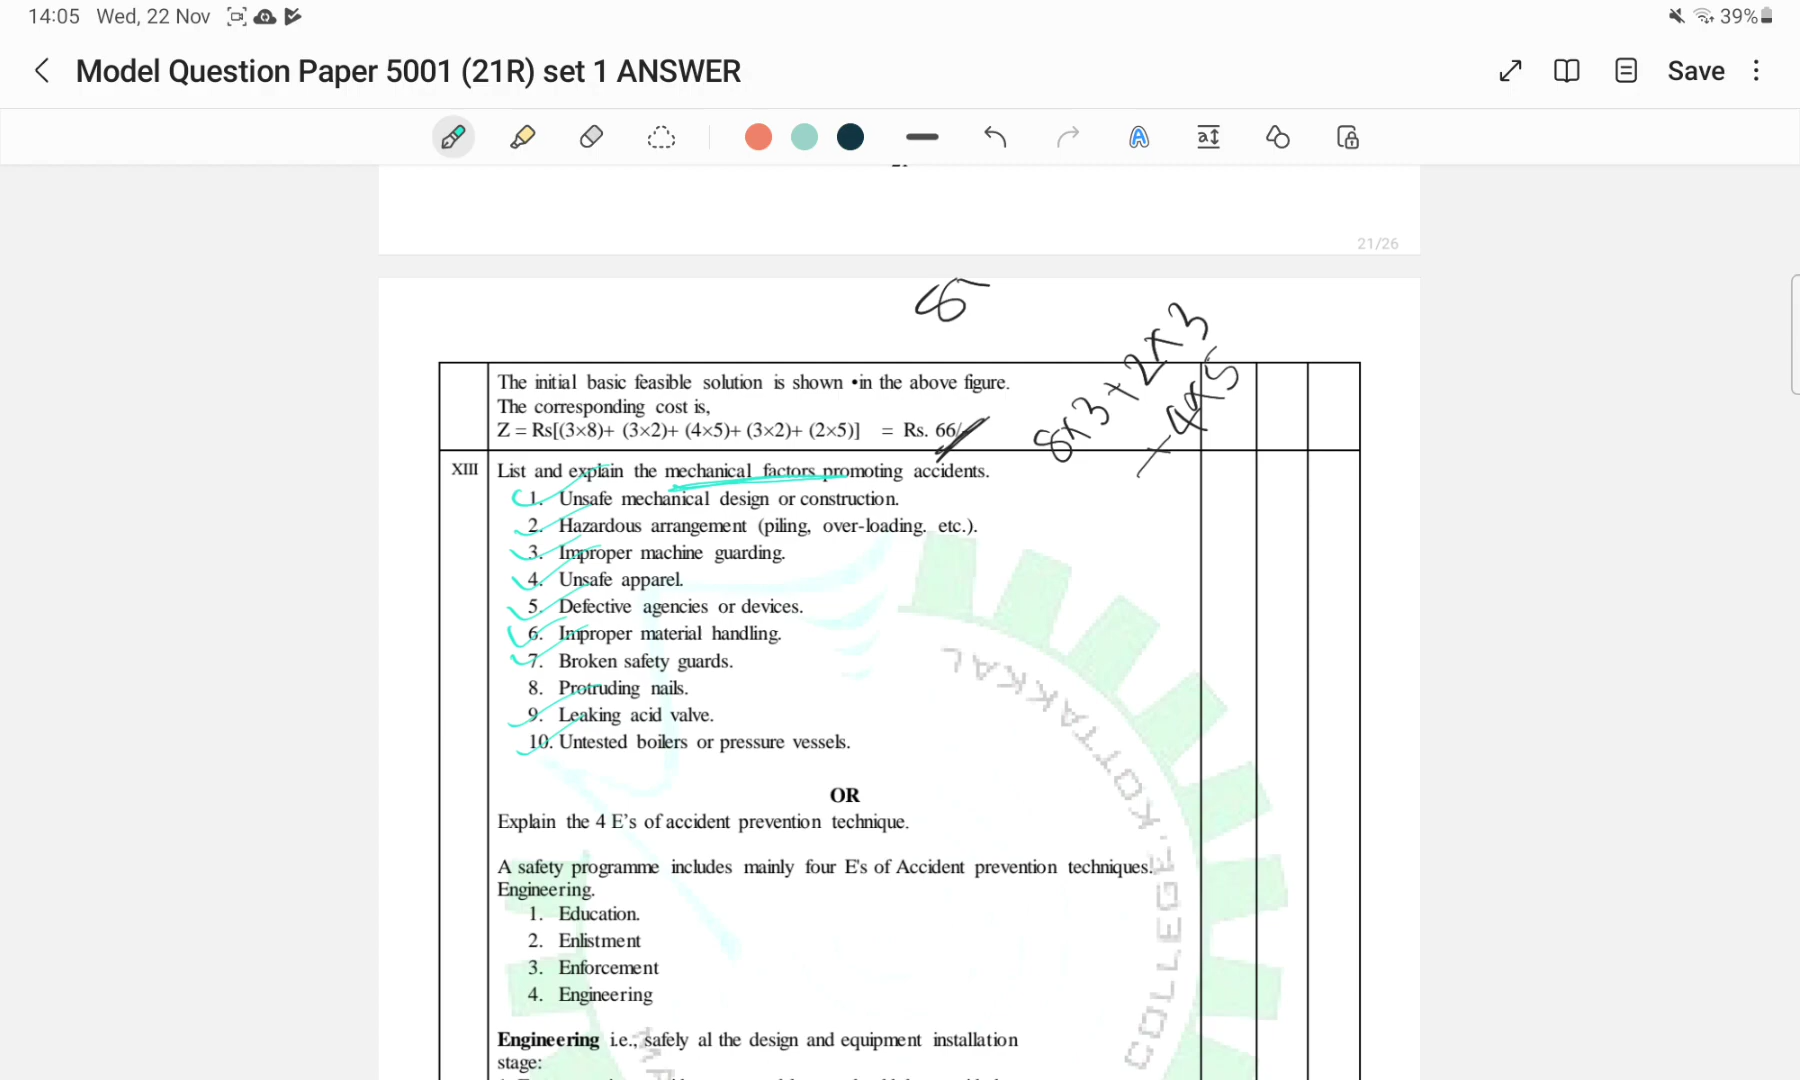 14:05 Wed, 22 Nov 39%
Model Question Paper 5001 (21R) set 1 ANSWER Save
21/26
8×3+2×3
+4×5
The initial basic feasible solution is shown •in the above figure.
The corresponding cost is,
Z = Rs[(3×8)+ (3×2)+ (4×5)+ (3×2)+ (2×5)] = Rs. 66/-
XIII List and explain the mechanical factors promoting accidents.
1. Unsafe mechanical design or construction.
2. Hazardous arrangement (piling, over-loading. etc.).
3. Improper machine guarding.
4. Unsafe apparel.
5. Defective agencies or devices.
6. Improper material handling.
7. Broken safety guards.
8. Protruding nails.
9. Leaking acid valve.
10. Untested boilers or pressure vessels.
OR
Explain the 4 E's of accident prevention technique.
A safety programme includes mainly four E's of Accident prevention techniques.
Engineering.
1. Education.
2. Enlistment
3. Enforcement
4. Engineering
Engineering i.e., safely al the design and equipment installation
stage:
COLLEGE, KOTTAKKAL